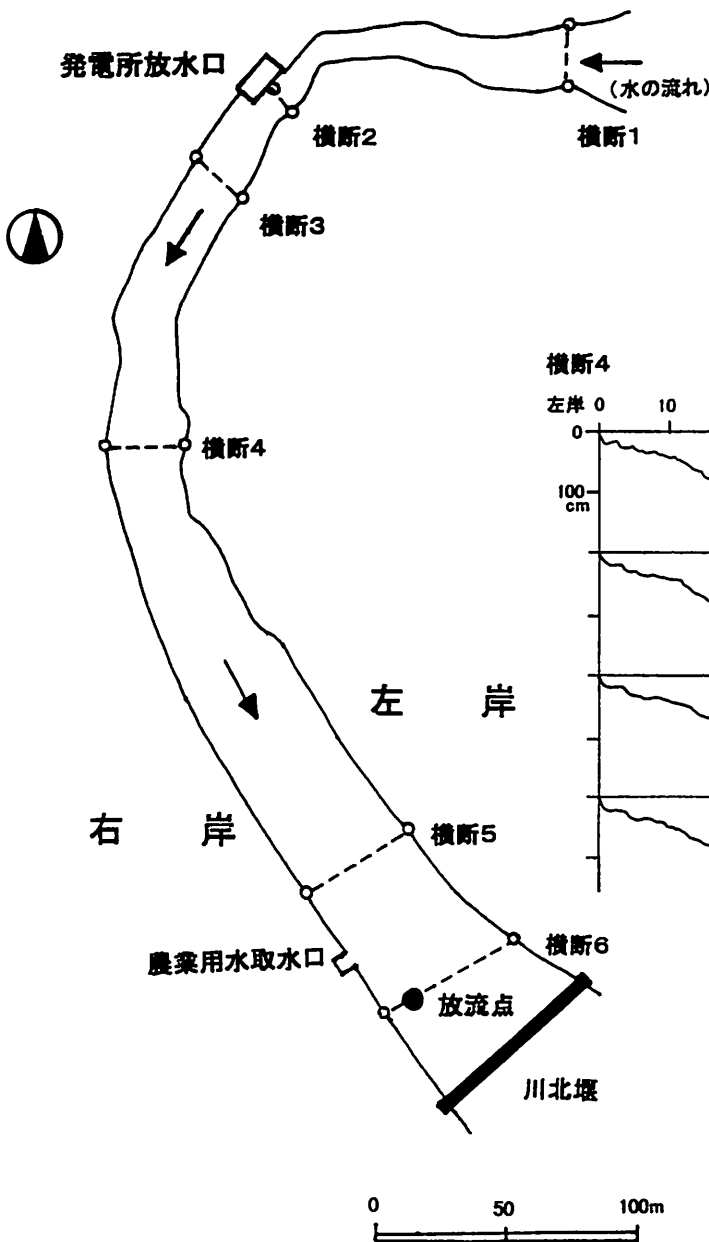 発電所放水口
(水の流れ)
横断2
横断1
横断3
横断4
横断4
左岸 0 10
0
100
cm
左 岸
右 岸
横断5
横断6
農業用水取水口
放流点
川北堰
0 50 100m